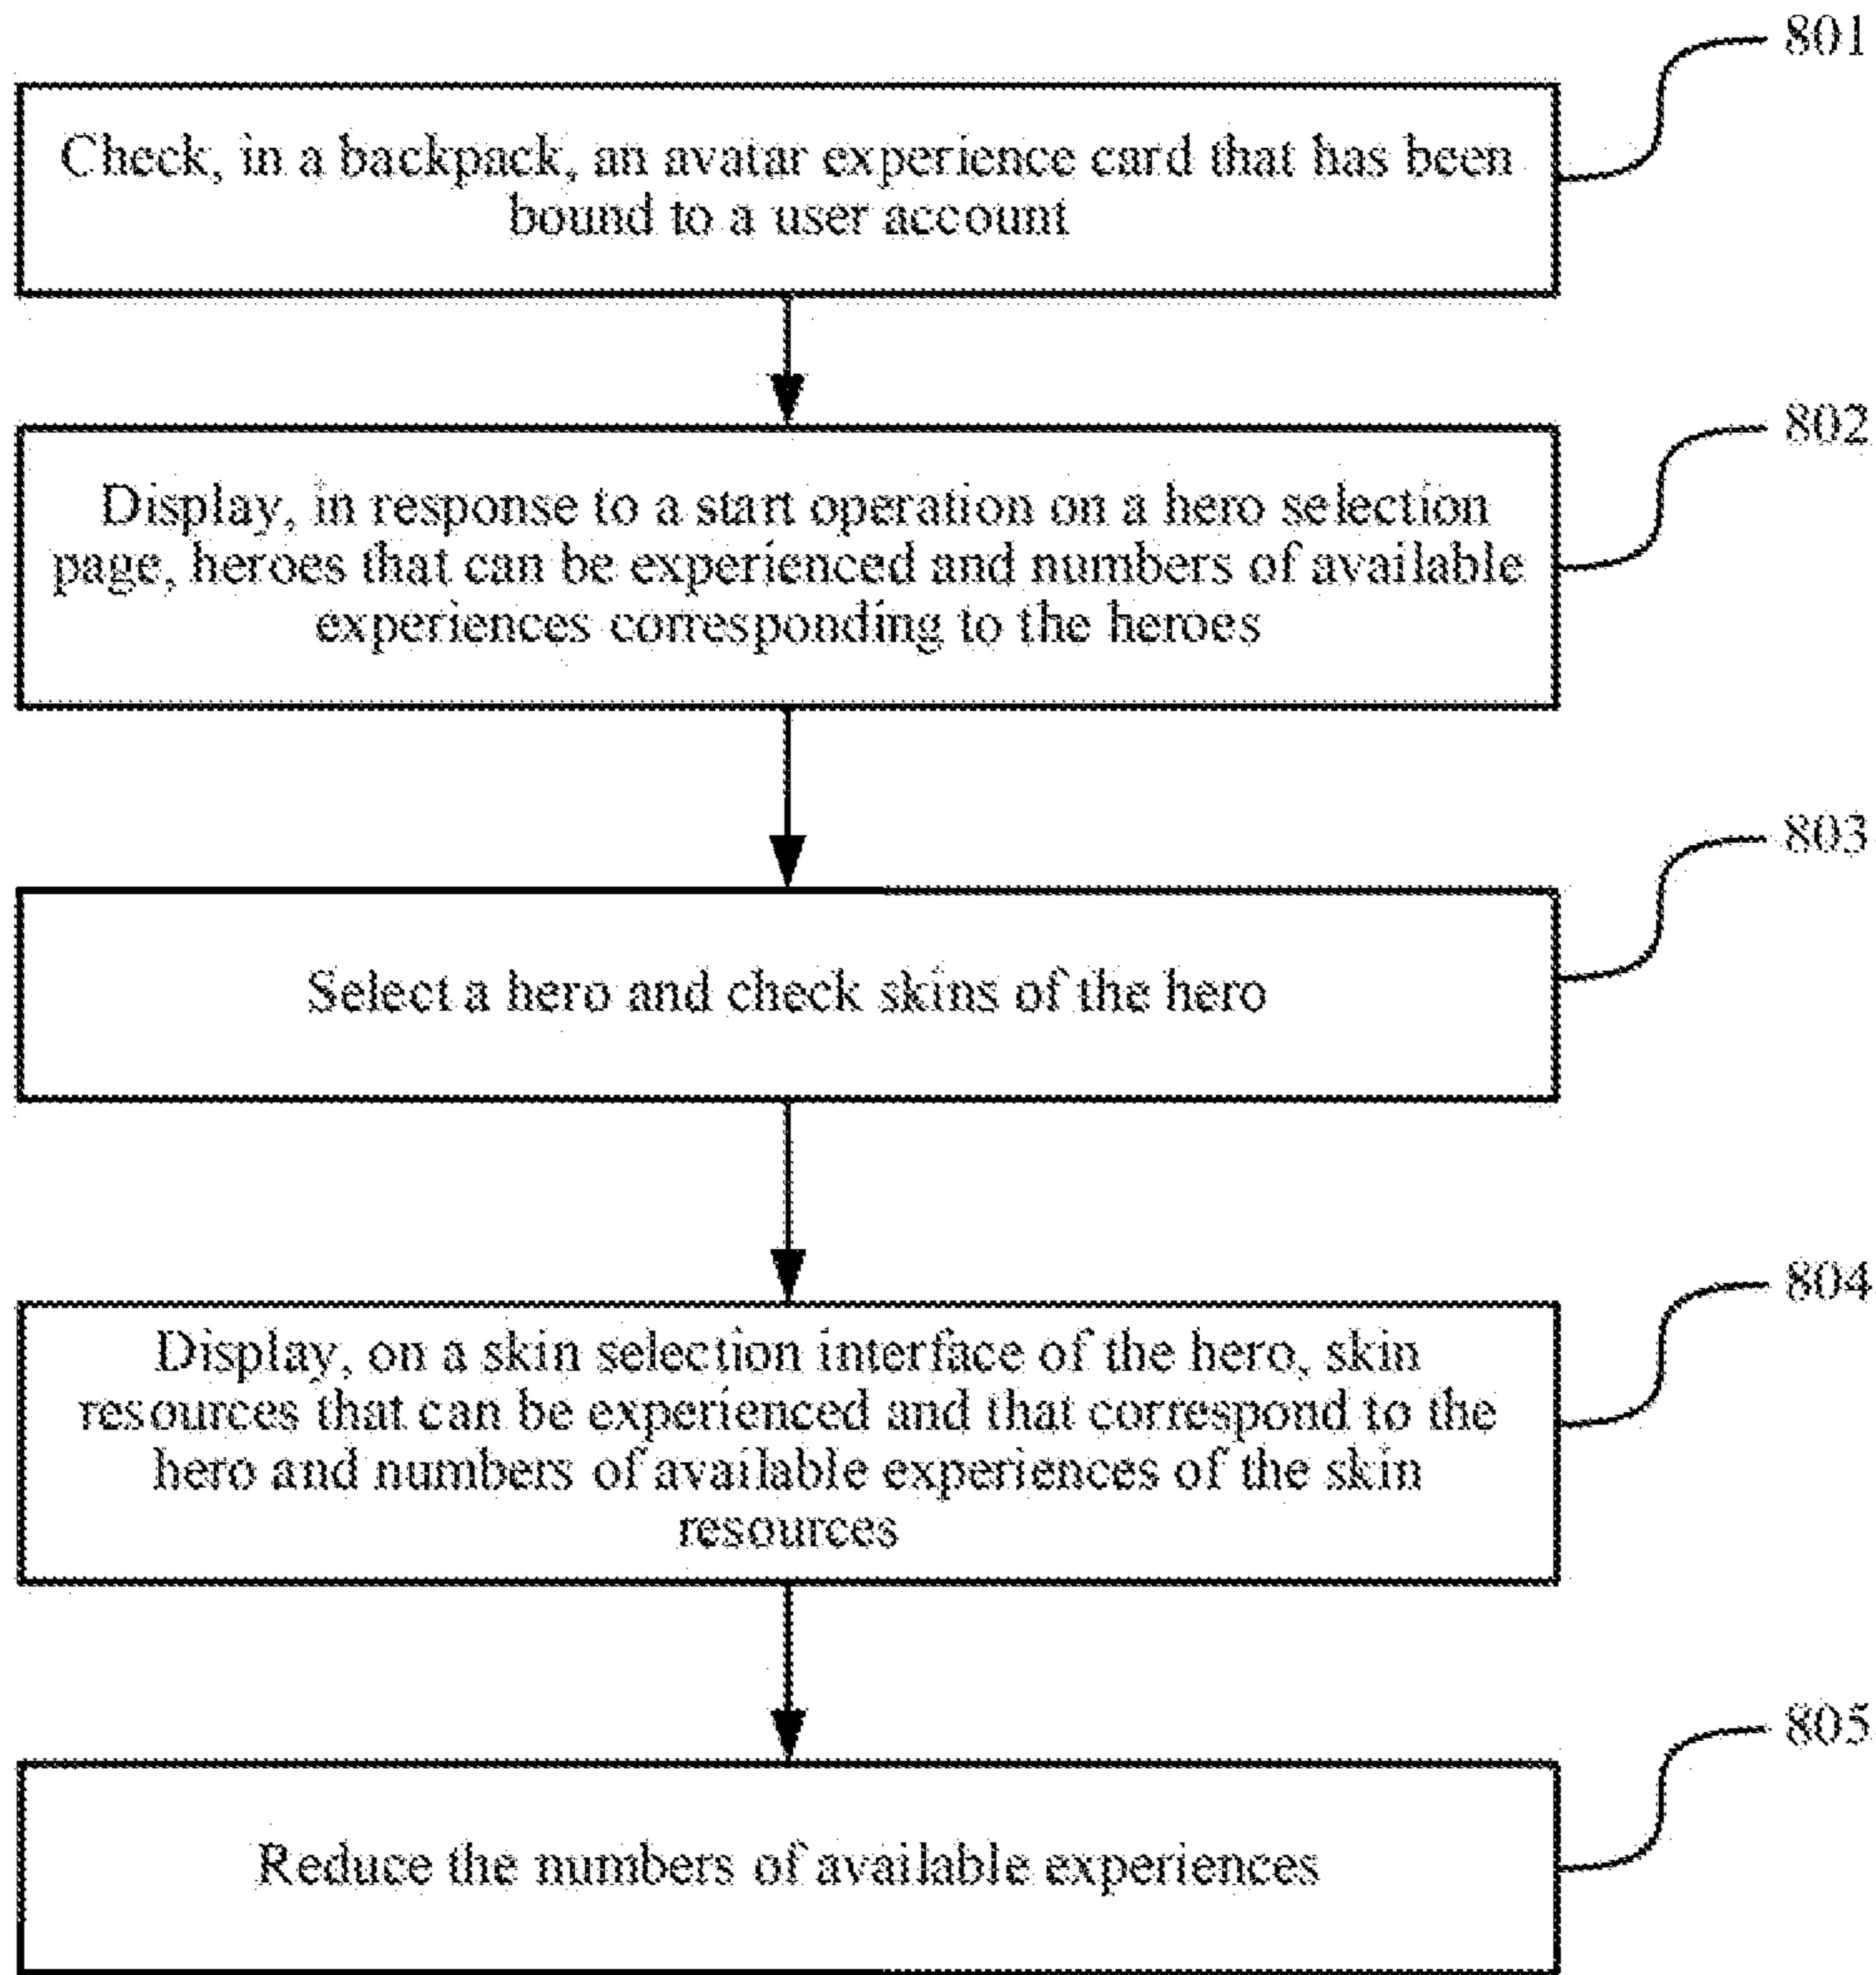 801
Check, in a backpack, an avatar experience card that has been
bound to a user account
802
Display, in response to a start operation on a hero selection
page, heroes that can be experienced and numbers of available
experiences corresponding to the heroes
803
Select a hero and check skins of the hero
804
Display, on a skin selection interface of the hero, skin
resources that can be experienced and that correspond to the
hero and numbers of available experiences of the skin
resources
805
Reduce the numbers of available experiences